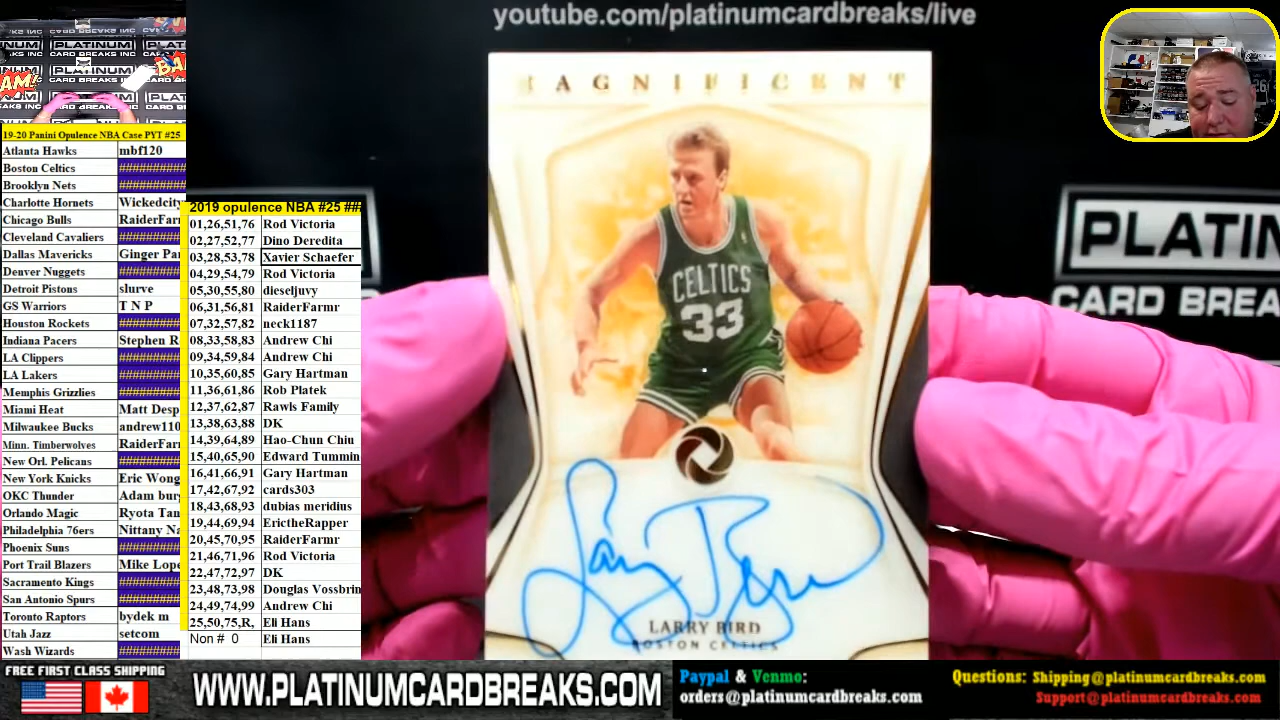 youtube.com/platinumcardbreaks/live
PLATINUM
CARD BREAKS INC
BAM!
19-20 Panini Opulence NBA Case PYT #25
Atlanta Hawks mbf120
Boston Celtics ##########
Brooklyn Nets ##########
Charlotte Hornets Wickedcity
Chicago Bulls RaiderFarr
Cleveland Cavaliers ##########
Dallas Mavericks Ginger Pa
Denver Nuggets ##########
Detroit Pistons slurve
GS Warriors T N P
Houston Rockets ##########
Indiana Pacers Stephen R
LA Clippers ##########
LA Lakers ##########
Memphis Grizzlies ##########
Miami Heat Matt Desp
Milwaukee Bucks andrew110
Minn. Timberwolves RaiderFarr
New Orl. Pelicans ##########
New York Knicks Eric Wong
OKC Thunder Adam bur
Orlando Magic Ryota Tan
Philadelphia 76ers Nittany Na
Phoenix Suns ##########
Port Trail Blazers Mike Lope
Sacramento Kings ##########
San Antonio Spurs ##########
Toronto Raptors bydek m
Utah Jazz setcom
Wash Wizards ##########
2019 opulence NBA #25 ##
01,26,51,76 Rod Victoria
02,27,52,77 Dino Deredita
03,28,53,78 Xavier Schaefer
04,29,54,79 Rod Victoria
05,30,55,80 dieseljuvy
06,31,56,81 RaiderFarmr
07,32,57,82 neck1187
08,33,58,83 Andrew Chi
09,34,59,84 Andrew Chi
10,35,60,85 Gary Hartman
11,36,61,86 Rob Platek
12,37,62,87 Rawls Family
13,38,63,88 DK
14,39,64,89 Hao-Chun Chiu
15,40,65,90 Edward Tummin
16,41,66,91 Gary Hartman
17,42,67,92 cards303
18,43,68,93 dubias meridius
19,44,69,94 ErictheRapper
20,45,70,95 RaiderFarmr
21,46,71,96 Rod Victoria
22,47,72,97 DK
23,48,73,98 Douglas Vossbrin
24,49,74,99 Andrew Chi
25,50,75,R, Eli Hans
Non # 0 Eli Hans
MAGNIFICENT
CELTICS
33
Larry Bird
LARRY BIRD
BOSTON CELTICS
PLATIN
CARD BREA
FREE FIRST CLASS SHIPPING
WWW.PLATINUMCARDBREAKS.COM
Paypal & Venmo:
orders@platinumcardbreaks.com
Questions: Shipping@platinumcardbreaks.com
Support@platinumcardbreaks.com